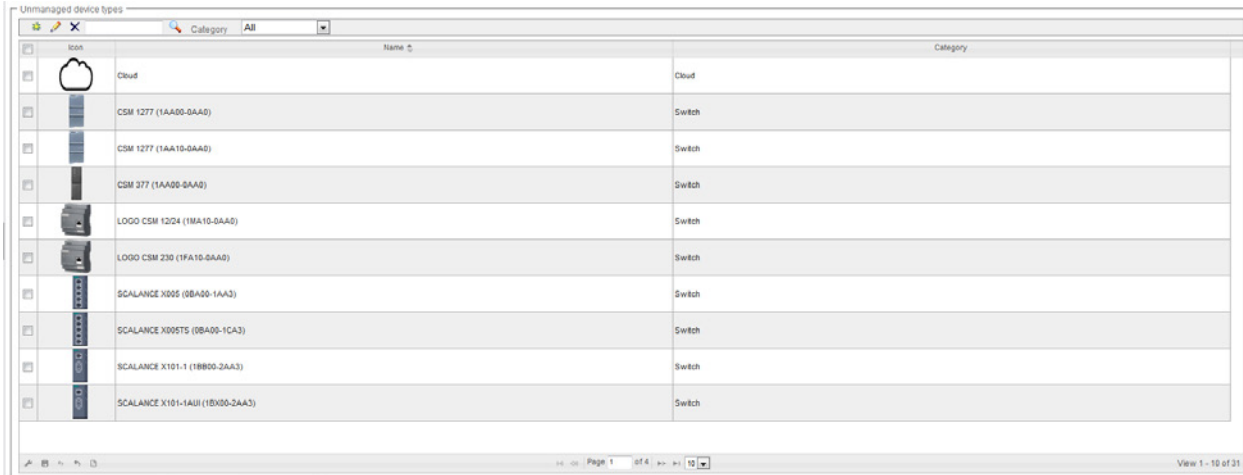 Unmanaged device types
Category All
Icon Name Category
Cloud Cloud
CSM 1277 (1AA00-0AA0) Switch
CSM 1277 (1AA10-0AA0) Switch
CSM 377 (1AA00-0AA0) Switch
LOGO CSM 12/24 (1MA10-0AA0) Switch
LOGO CSM 230 (1FA10-0AA0) Switch
SCALANCE X005 (0BA00-1AA3) Switch
SCALANCE X005TS (0BA00-1CA3) Switch
SCALANCE X101-1 (1BB00-2AA3) Switch
SCALANCE X101-1AUI (1BX00-2AA3) Switch
Page 1 of 4 10 View 1 - 10 of 31